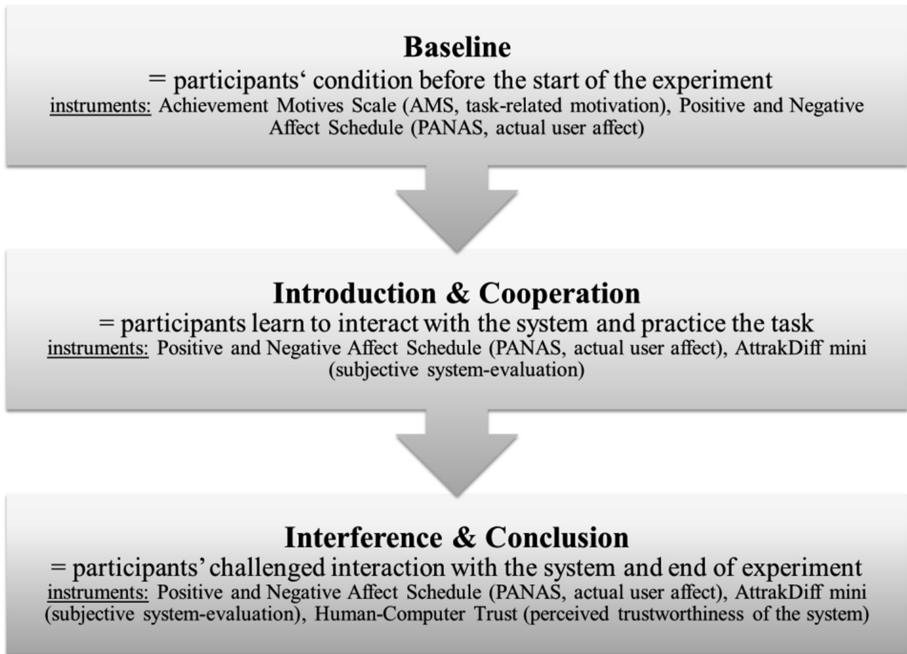 Baseline
= participants‘ condition before the start of the experiment
instruments: Achievement Motives Scale (AMS, task-related motivation), Positive and Negative
Affect Schedule (PANAS, actual user affect)
Introduction & Cooperation
= participants learn to interact with the system and practice the task
instruments: Positive and Negative Affect Schedule (PANAS, actual user affect), AttrakDiff mini
(subjective system-evaluation)
Interference & Conclusion
= participants’ challenged interaction with the system and end of experiment
instruments: Positive and Negative Affect Schedule (PANAS, actual user affect), AttrakDiff mini
(subjective system-evaluation), Human-Computer Trust (perceived trustworthiness of the system)